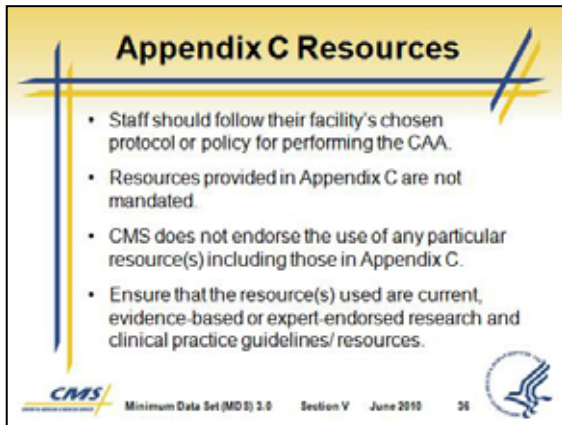 Appendix C Resources
• Staff should follow their facility's chosen
protocol or policy for performing the CAA.
• Resources provided in Appendix C are not
mandated.
• CMS does not endorse the use of any particular
resource(s) including those in Appendix C.
• Ensure that the resource(s) used are current,
evidence-based or expert-endorsed research and
clinical practice guidelines/ resources.
CMS
Minimum Data Set (MDS) 3.0 Section V June 2010 36